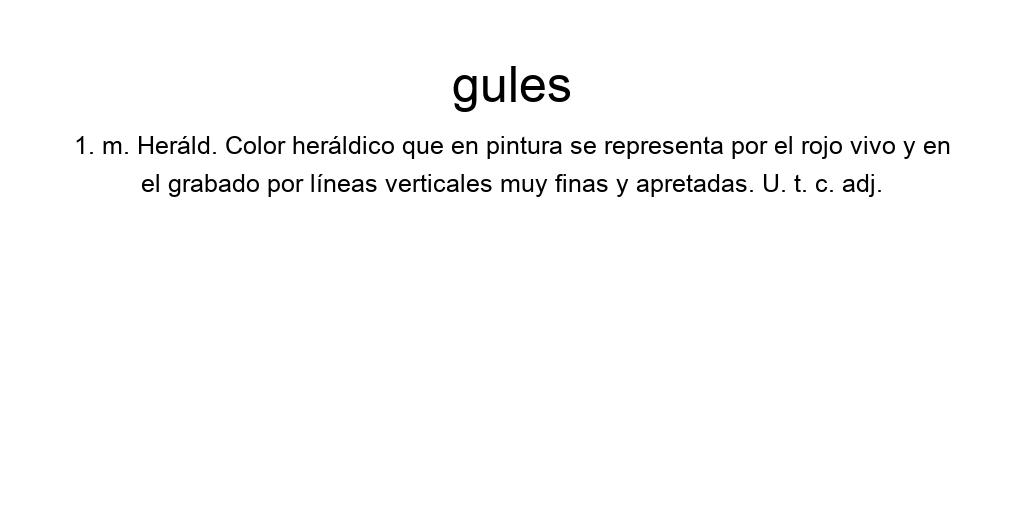 gules
1. m. Heráld. Color heráldico que en pintura se representa por el rojo vivo y en
el grabado por líneas verticales muy finas y apretadas. U. t. c. adj.